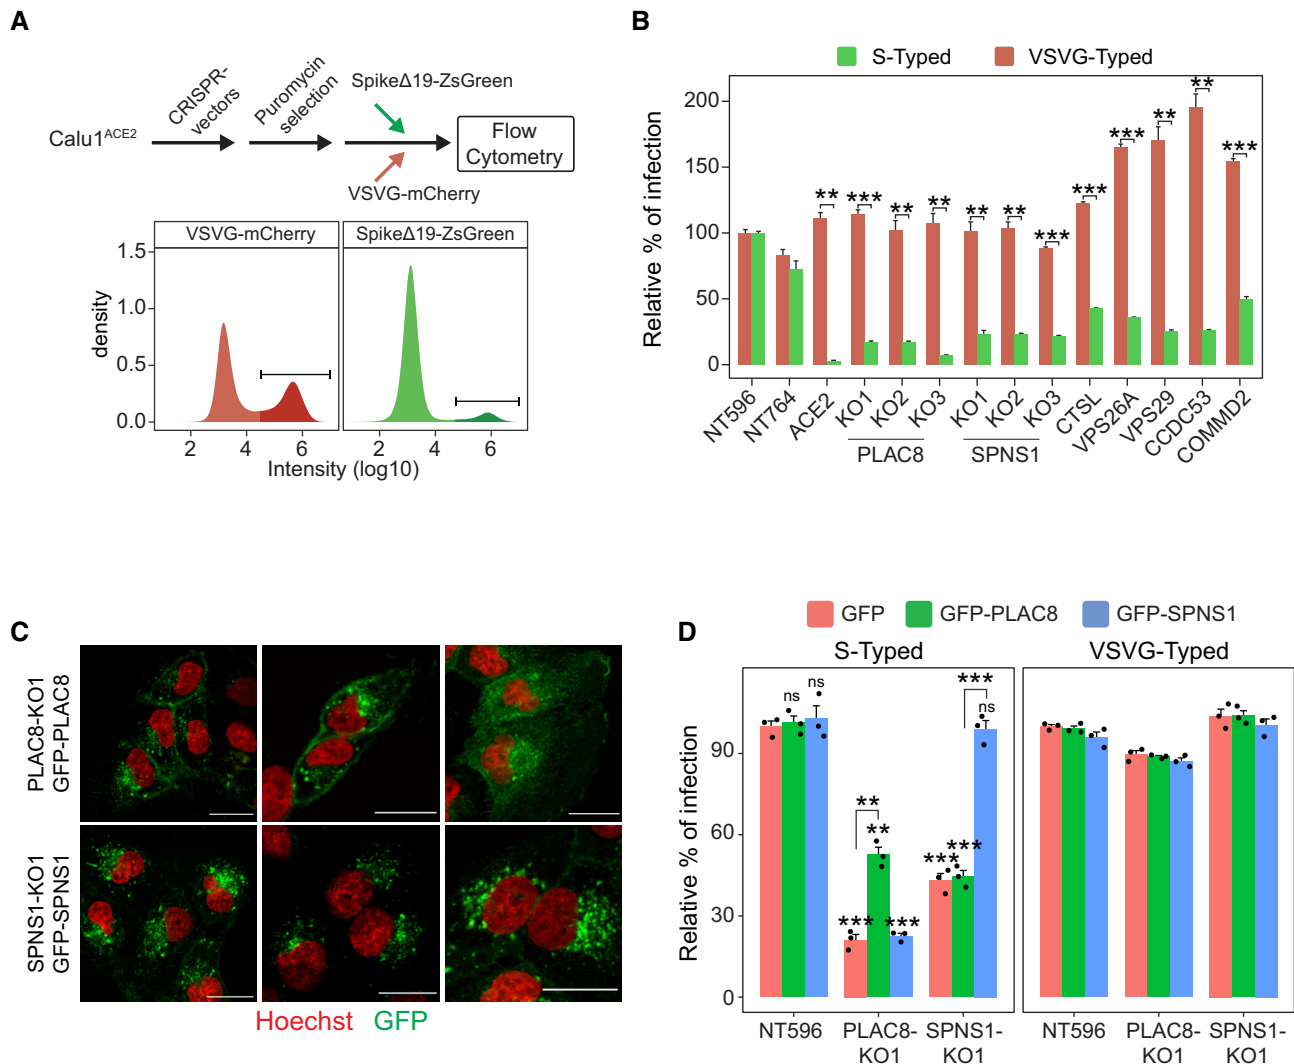 A
CRISPR-
vectors
Puromycin
selection
SpikeΔ19-ZsGreen
Calu1ACE2
Flow
Cytometry
VSVG-mCherry
VSVG-mCherry
SpikeΔ19-ZsGreen
density
1.5
1.0
0.5
0.0
2 4 6 2 4 6
Intensity (log10)
B
S-Typed VSVG-Typed
Relative % of infection
200
150
100
50
0
** *** ** ** ** ** *** *** *** ** ** ***
NT596 NT764 ACE2 KO1 KO2 KO3 KO1 KO2 KO3 CTSL VPS26A VPS29 CCDC53 COMMD2
PLAC8 SPNS1
C
PLAC8-KO1
GFP-PLAC8
SPNS1-KO1
GFP-SPNS1
Hoechst GFP
D
GFP GFP-PLAC8 GFP-SPNS1
S-Typed VSVG-Typed
Relative % of infection
90
60
30
0
ns ns *** ns
** ** *** ***
*** ***
NT596 PLAC8-KO1 SPNS1-KO1 NT596 PLAC8-KO1 SPNS1-KO1